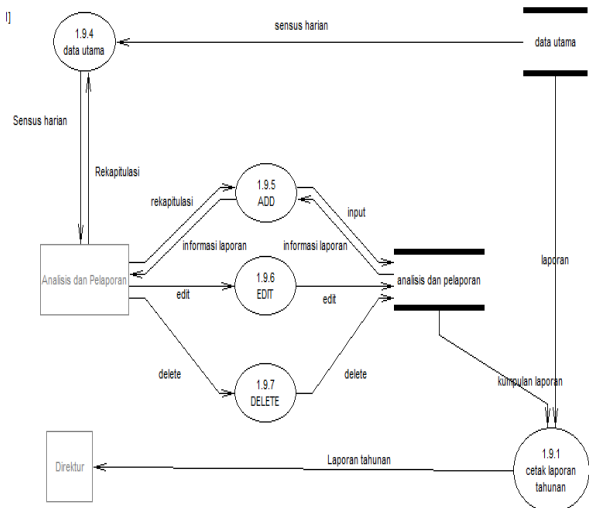 sensus harian
1.9.4
data utama
data utama
Sensus harian
Rekapitulasi
1.9.5
ADD
rekapitulasi
input
informasi laporan
informasi laporan
Analisis dan Pelaporan
1.9.6
EDIT
analisis dan pelaporan
laporan
edit
edit
delete
1.9.7
DELETE
delete
kumpulan laporan
Direktur
Laporan tahunan
1.9.1
cetak laporan
tahunan